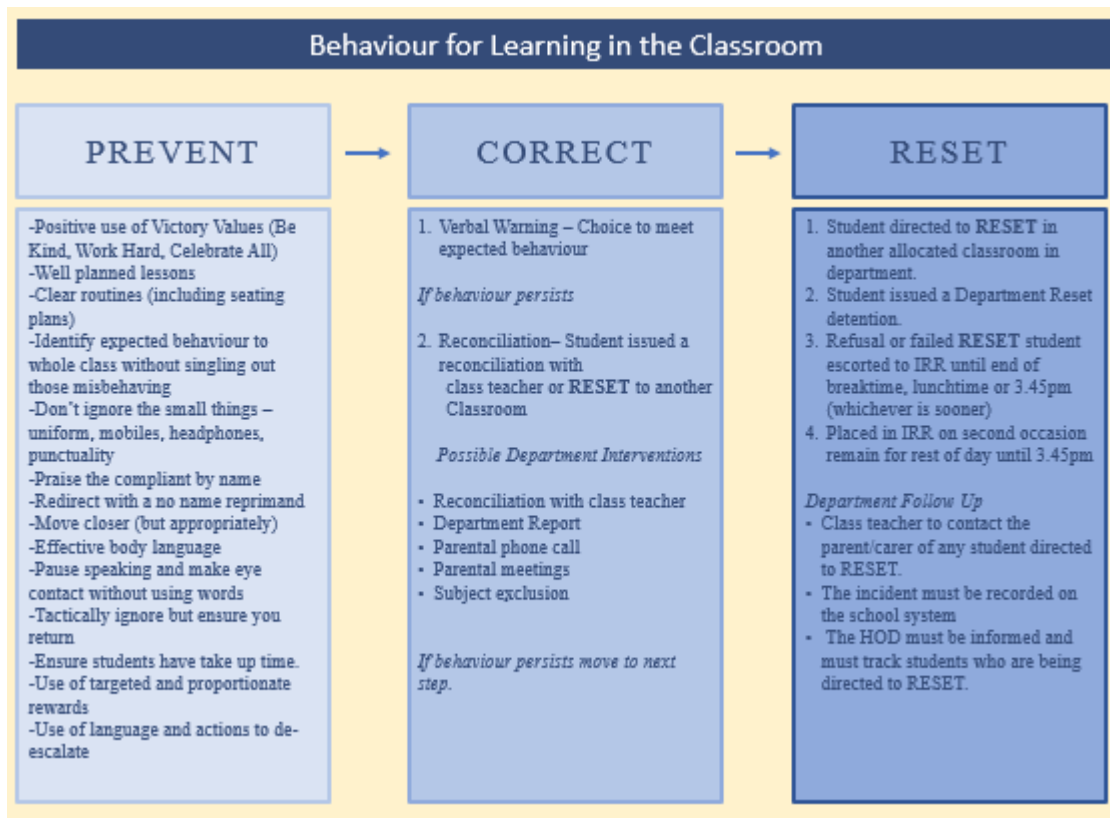 Behaviour for Learning in the Classroom
PREVENT
-Positive use of Victory Values (Be
Kind, Work Hard, Celebrate All)
-Well planned lessons
-Clear routines (including seating
plans)
-Identify expected behaviour to
whole class without singling out
those misbehaving
-Don't ignore the small things –
uniform, mobiles, headphones,
punctuality
-Praise the compliant by name
-Redirect with a no name reprimand
-Move closer (but appropriately)
-Effective body language
-Pause speaking and make eye
contact without using words
-Tactically ignore but ensure you
return
-Ensure students have take up time.
-Use of targeted and proportionate
rewards
-Use of language and actions to de-
escalate
CORRECT
1. Verbal Warning – Choice to meet
expected behaviour
If behaviour persists
2. Reconciliation– Student issued a
reconciliation with
class teacher or RESET to another
Classroom
Possible Department Interventions
▪ Reconciliation with class teacher
▪ Department Report
▪ Parental phone call
▪ Parental meetings
▪ Subject exclusion
If behaviour persists move to next
step.
RESET
1. Student directed to RESET in
another allocated classroom in
department.
2. Student issued a Department Reset
detention.
3. Refusal or failed RESET student
escorted to IRR until end of
breaktime, lunchtime or 3.45pm
(whichever is sooner)
4. Placed in IRR on second occasion
remain for rest of day until 3.45pm
Department Follow Up
▪ Class teacher to contact the
parent/carer of any student directed
to RESET.
▪ The incident must be recorded on
the school system
▪ The HOD must be informed and
must track students who are being
directed to RESET.